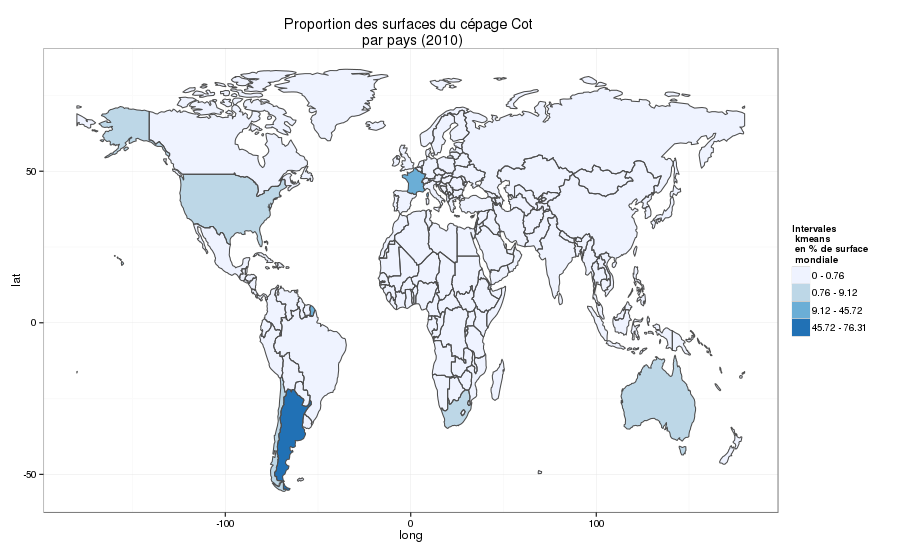 Proportion des surfaces du cépage Cot
par pays (2010)
50
0
-50
lat
-100
0
100
long
Intervales
kmeans
en % de surface
mondiale
0 - 0.76
0.76 - 9.12
9.12 - 45.72
45.72 - 76.31